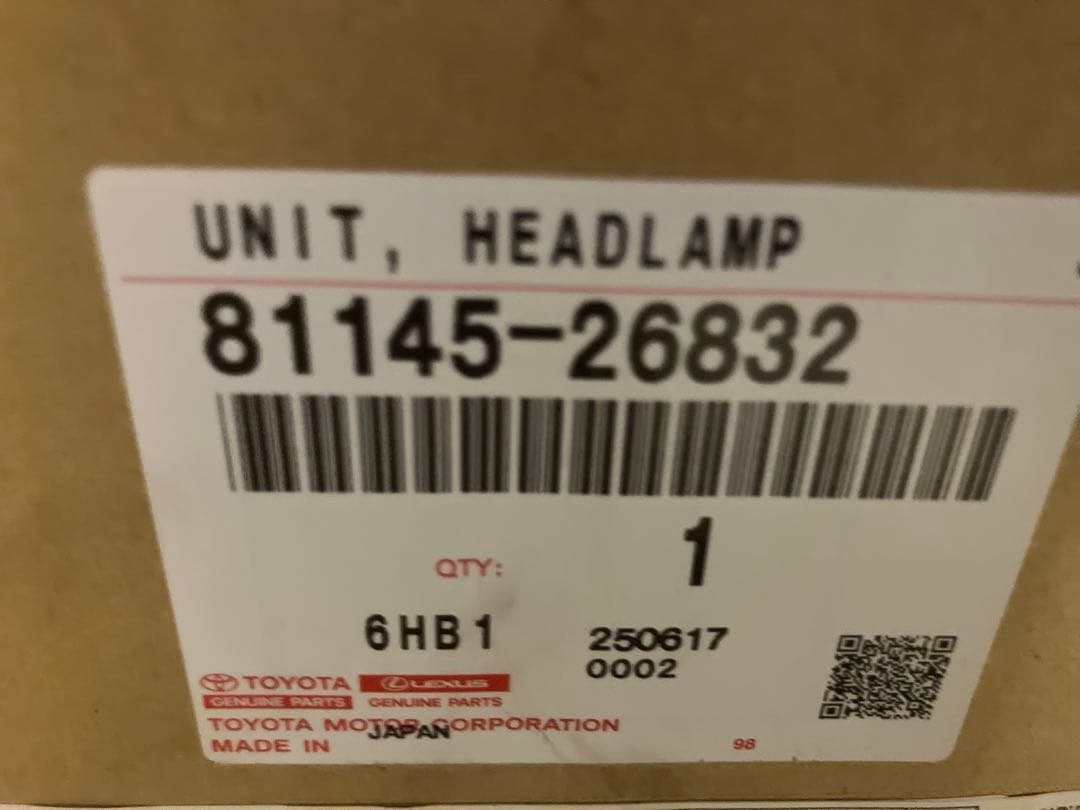 UNIT, HEADLAMP
81145-26832
QTY: 1
6HB1 250617
0002
TOYOTA LEXUS
GENUINE PARTS GENUINE PARTS
TOYOTA MOTOR CORPORATION
MADE IN JAPAN
98